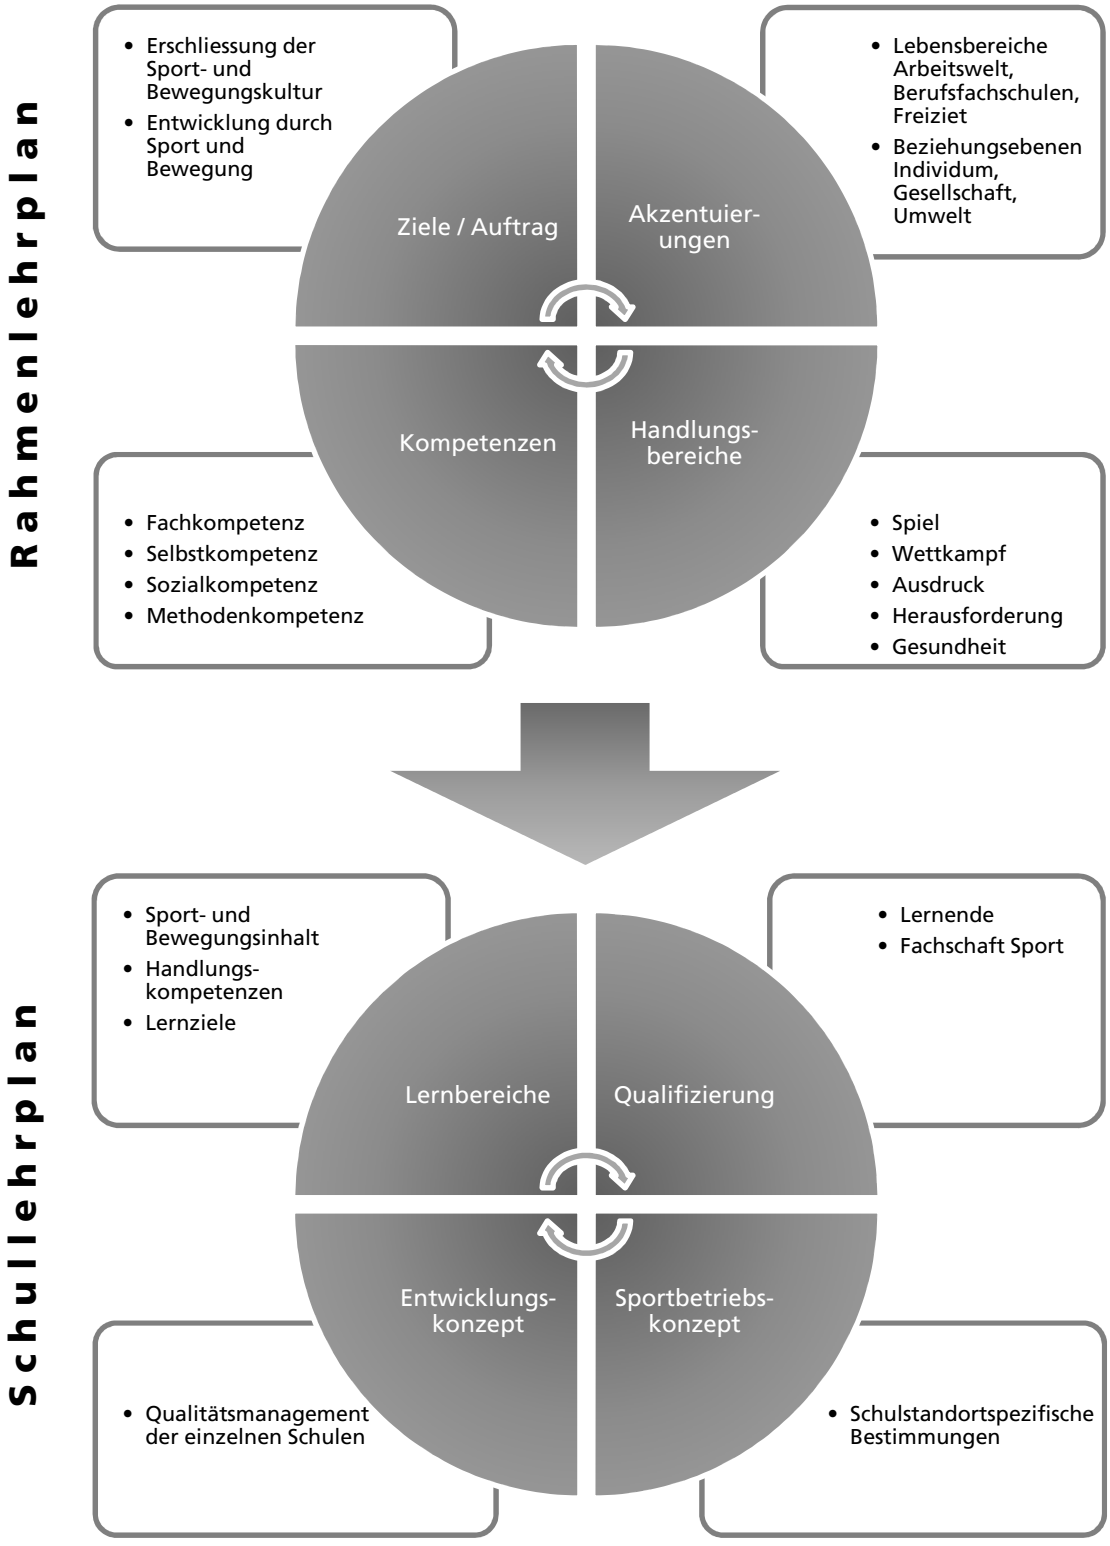 Rahmenlehrplan
• Erschliessung der
Sport- und
Bewegungskultur
• Entwicklung durch
Sport und
Bewegung
• Lebensbereiche
Arbeitswelt,
Berufsfachschulen,
Freiziet
• Beziehungsebenen
Individum,
Gesellschaft,
Umwelt
Ziele / Auftrag
Akzentuier-
ungen
Kompetenzen
Handlungs-
bereiche
• Fachkompetenz
• Selbstkompetenz
• Sozialkompetenz
• Methodenkompetenz
• Spiel
• Wettkampf
• Ausdruck
• Herausforderung
• Gesundheit
Schullehrplan
• Sport- und
Bewegungsinhalt
• Handlungs-
kompetenzen
• Lernziele
• Lernende
• Fachschaft Sport
Lernbereiche
Qualifizierung
Entwicklungs-
konzept
Sportbetriebs-
konzept
• Qualitätsmanagement
der einzelnen Schulen
• Schulstandortspezifische
Bestimmungen